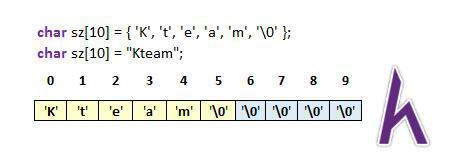 char sz[10] = { 'K', 't', 'e', 'a', 'm', '\0' };
char sz[10] = "Kteam";
0 1 2 3 4 5 6 7 8 9
'K' 't' 'e' 'a' 'm' '\0' '\0' '\0' '\0' '\0'